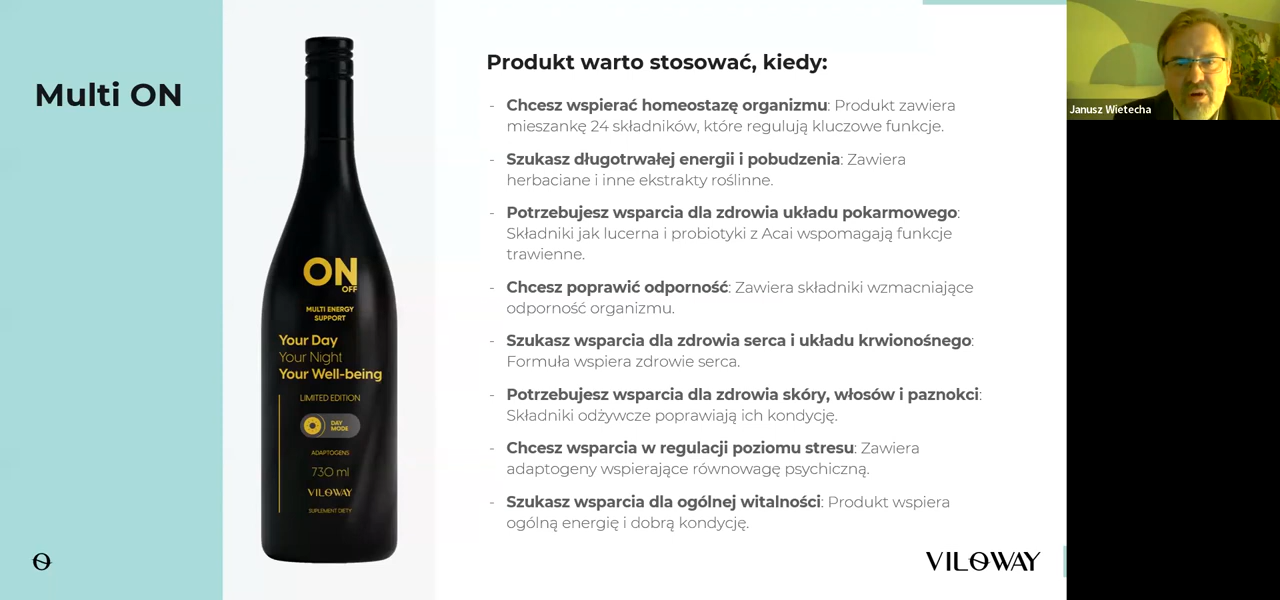 Multi ON
ON
OFF
MULTI ENERGY
SUPPORT
Your Day
Your Night
Your Well-being
LIMITED EDITION
DAY
MODE
ADAPTOGENS
730 ml
VILOWAY
SUPLEMENT DIETY
Produkt warto stosować, kiedy:
- Chcesz wspierać homeostazę organizmu: Produkt zawiera
mieszankę 24 składników, które regulują kluczowe funkcje.
- Szukasz długotrwałej energii i pobudzenia: Zawiera
herbaciane i inne ekstrakty roślinne.
- Potrzebujesz wsparcia dla zdrowia układu pokarmowego:
Składniki jak lucerna i probiotyki z Acai wspomagają funkcje
trawienne.
- Chcesz poprawić odporność: Zawiera składniki wzmacniające
odporność organizmu.
- Szukasz wsparcia dla zdrowia serca i układu krwionośnego:
Formuła wspiera zdrowie serca.
- Potrzebujesz wsparcia dla zdrowia skóry, włosów i paznokci:
Składniki odżywcze poprawiają ich kondycję.
- Chcesz wsparcia w regulacji poziomu stresu: Zawiera
adaptogeny wspierające równowagę psychiczną.
- Szukasz wsparcia dla ogólnej witalności: Produkt wspiera
ogólną energię i dobrą kondycję.
VILOWAY
Janusz Wietecha